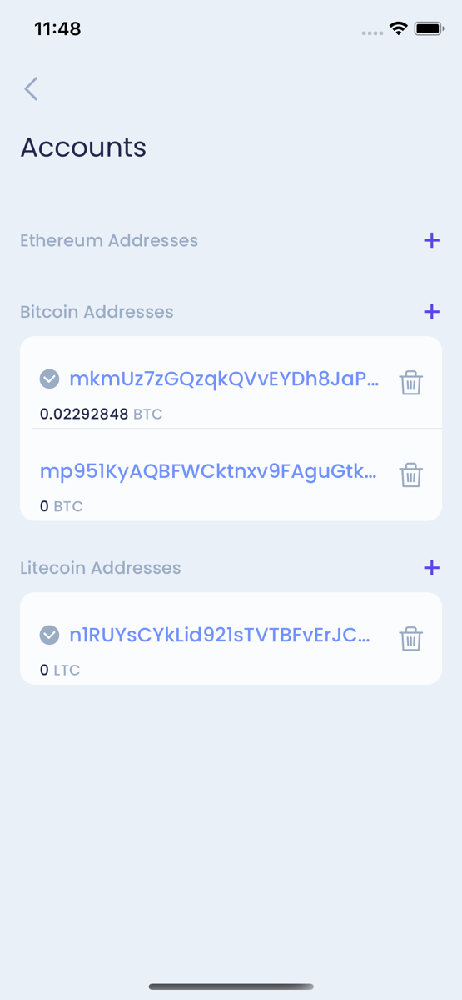 11:48
Accounts
Ethereum Addresses
Bitcoin Addresses
mkmUz7zGQzqkQVvEYDh8JaP...
0.02292848 BTC
mp951KyAQBFWCktnxv9FAguGtk...
0 BTC
Litecoin Addresses
n1RUYsCYkLid921sTVTBFvErJC...
0 LTC